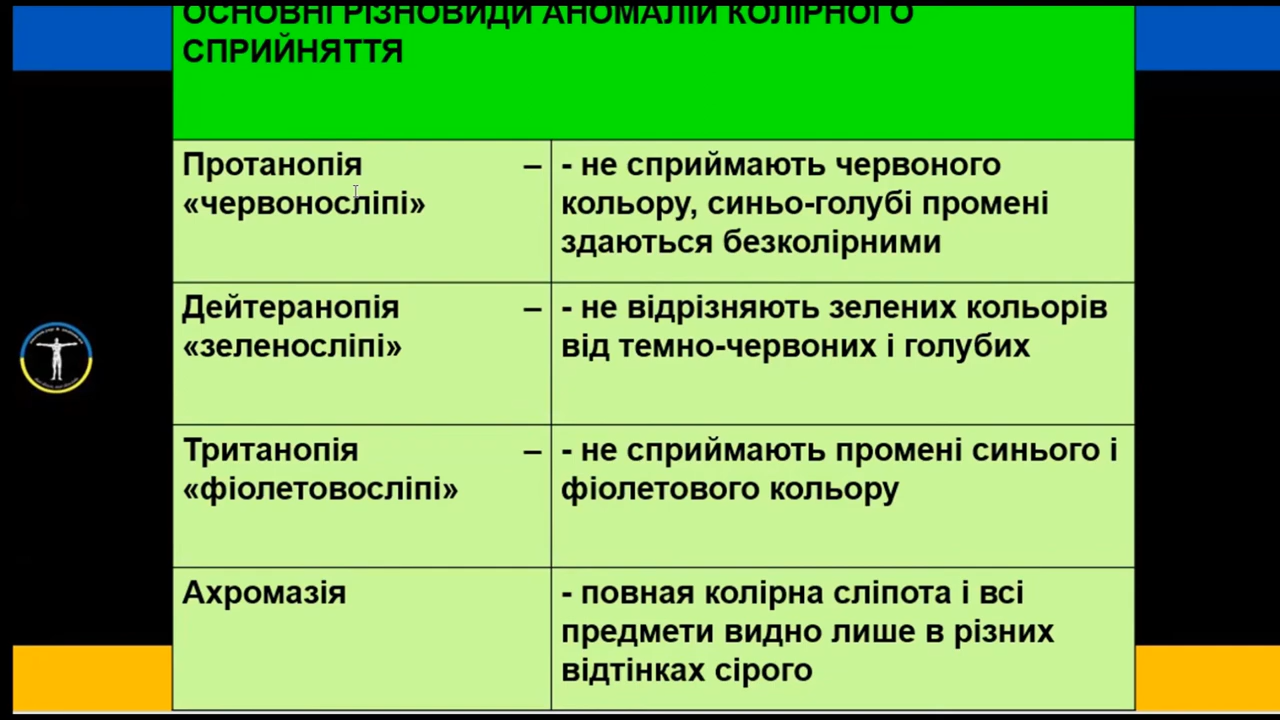 ОСНОВНІ РІЗНОВИДИ АНОМАЛІЙ КОЛІРНОГО
СПРИЙНЯТТЯ
Протанопія –
«червоносліпі»
- не сприймають червоного
кольору, синьо-голубі промені
здаються безколірними
Дейтеранопія –
«зеленосліпі»
- не відрізняють зелених кольорів
від темно-червоних і голубих
Тританопія –
«фіолетовосліпі»
- не сприймають промені синього і
фіолетового кольору
Ахромазія
- повная колірна сліпота і всі
предмети видно лише в різних
відтінках сірого